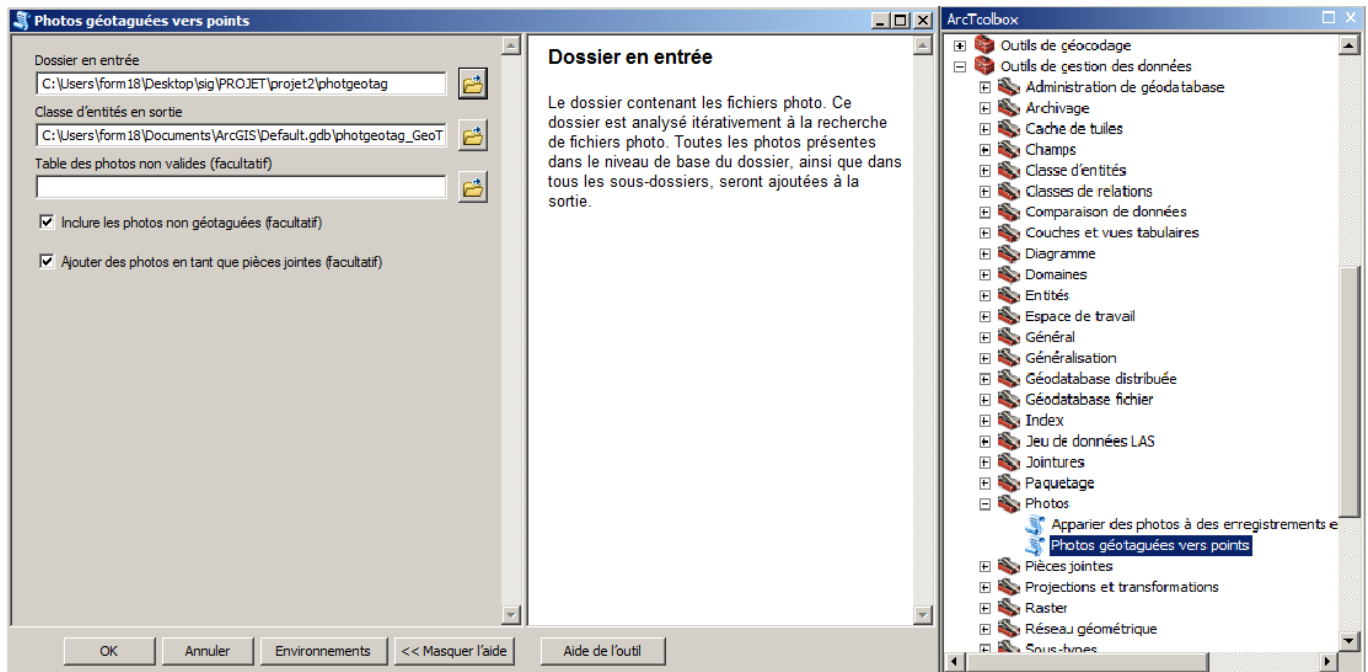 Photos géotaguées vers points
Dossier en entrée
C:\Users\form18\Desktop\sig\PROJET\projet2\photgeotag
Classe d'entités en sortie
C:\Users\form18\Documents\ArcGIS\Default.gdb\photgeotag_GeoT
Table des photos non valides (facultatif)
Inclure les photos non géotaguées (facultatif)
Ajouter des photos en tant que pièces jointes (facultatif)
OK
Annuler
Environnements
<< Masquer l'aide
Dossier en entrée
Le dossier contenant les fichiers photo. Ce
dossier est analysé itérativement à la recherche
de fichiers photo. Toutes les photos présentes
dans le niveau de base du dossier, ainsi que dans
tous les sous-dossiers, seront ajoutées à la
sortie.
Aide de l'outil
ArcToolbox
Outils de géocodage
Outils de gestion des données
Administration de géodatabase
Archivage
Cache de tuiles
Champs
Classe d'entités
Classes de relations
Comparaison de données
Couches et vues tabulaires
Diagramme
Domaines
Entités
Espace de travail
Général
Généralisation
Géodatabase distribuée
Géodatabase fichier
Index
Jeu de données LAS
Jointures
Paquetage
Photos
Apparier des photos à des enregistrements e
Photos géotaguées vers points
Pièces jointes
Projections et transformations
Raster
Réseau géométrique
Sous-types